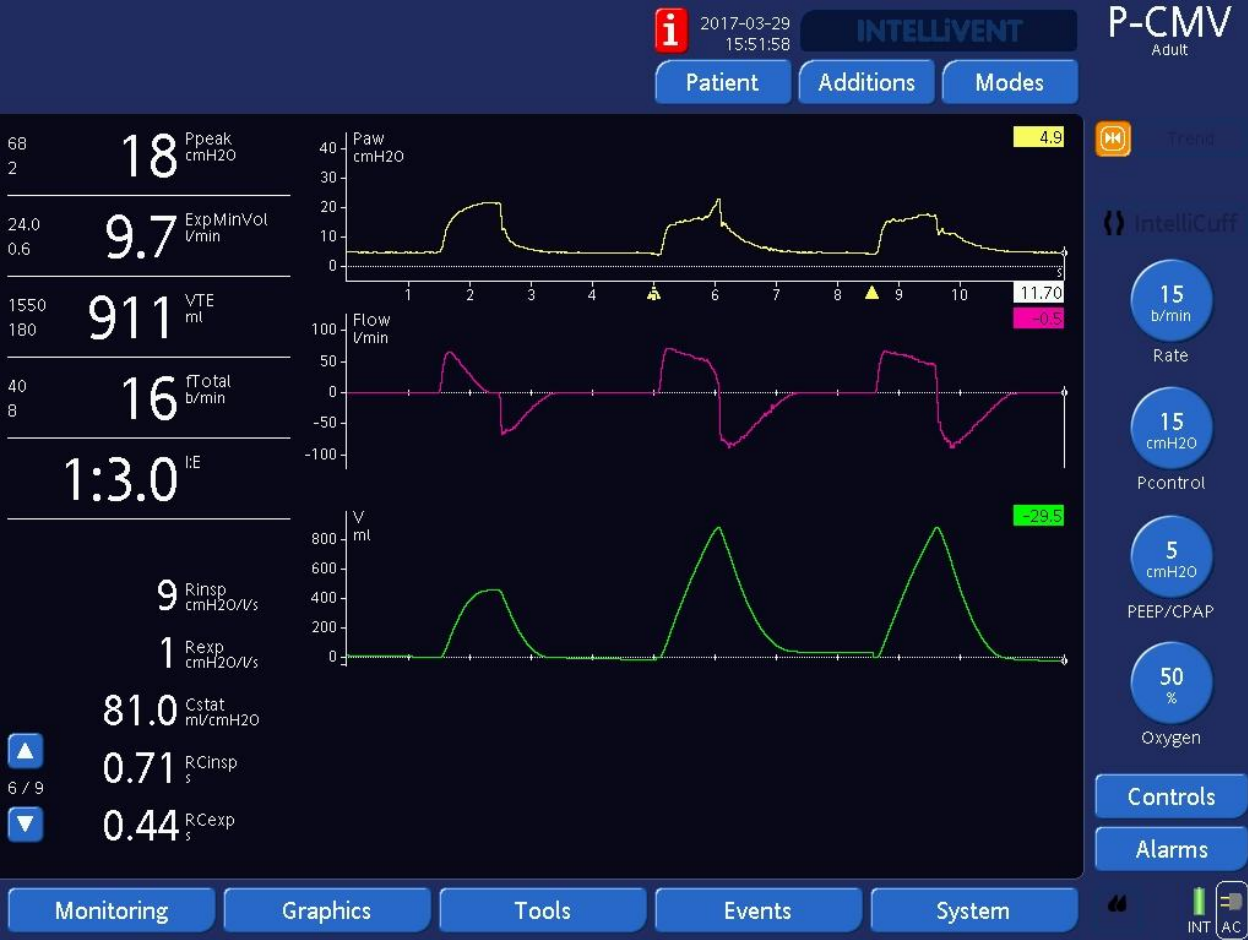 i
2017-03-29
15:51:58
INTELLiVENT
P-CMV
Adult
Patient
Additions
Modes
68
2
18
Ppeak
cmH2O
24.0
0.6
9.7
ExpMinVol
l/min
1550
180
911
VTE
ml
40
8
16
fTotal
b/min
1:3.0
I:E
9
Rinsp
cmH2O/l/s
1
Rexp
cmH2O/l/s
81.0
Cstat
ml/cmH2O
0.71
RCinsp
s
0.44
RCexp
s
6 / 9
Paw
cmH2O
4.9
40
30
20
10
0
s
1 2 3 4 5 6 7 8 9 10 11.70
Flow
l/min
-0.5
100
50
0
-50
-100
V
ml
-29.5
800
600
400
200
0
Trend
IntelliCuff
15
b/min
Rate
15
cmH2O
Pcontrol
5
cmH2O
PEEP/CPAP
50
%
Oxygen
Controls
Alarms
Monitoring
Graphics
Tools
Events
System
INT
AC